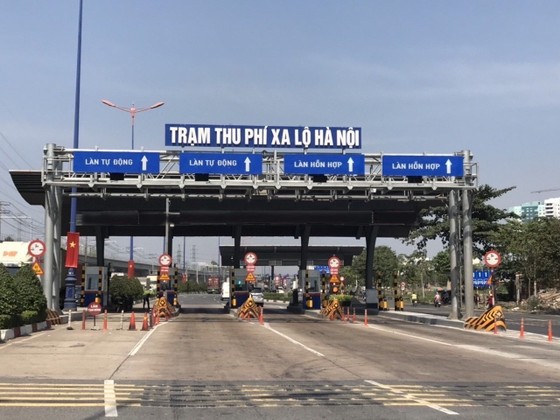 TRẠM THU PHÍ XA LỘ HÀ NỘI
LÀN TỰ ĐỘNG
LÀN TỰ ĐỘNG
LÀN HỖN HỢP
LÀN HỖN HỢP